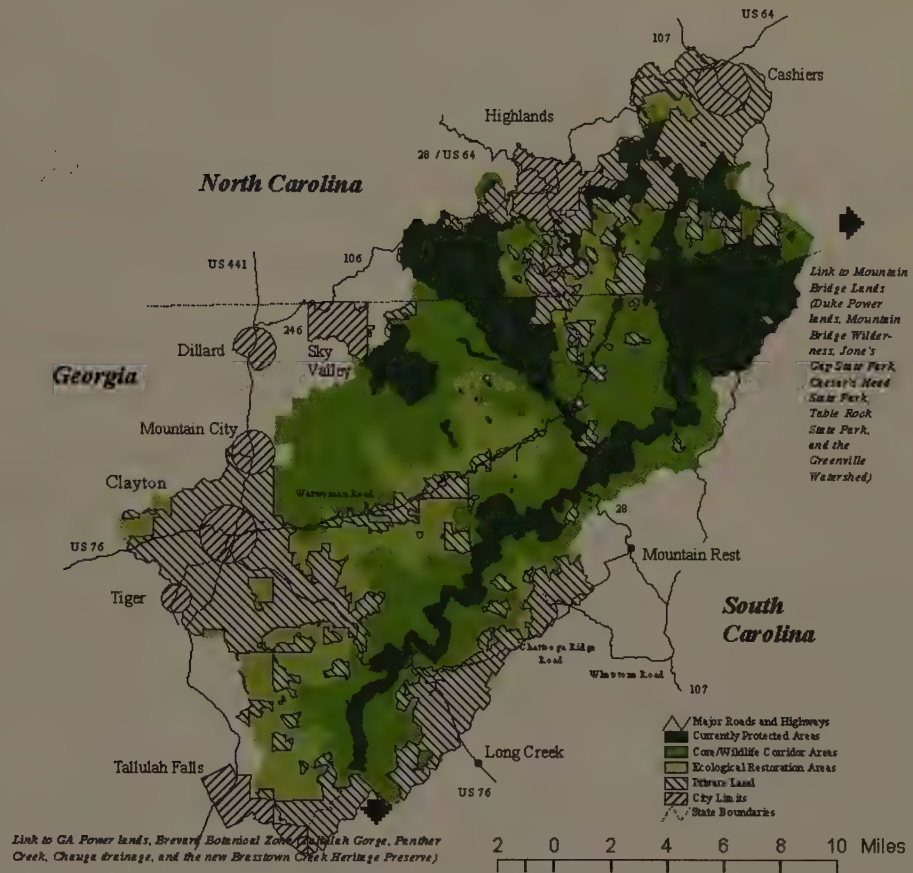 US 64
107
Cashiers
Highlands
28 / US 64
North Carolina
US 441
106
Link to Mountain
Bridge Lands
(Duke Power
lands, Mountain
Bridge Wilder-
ness, Jone's
Gap State Park,
Caesar's Head
State Park,
Table Rock
State Park,
and the
Greenville
Watershed)
246
Dillard
Sky
Valley
Georgia
Mountain City
Clayton
Warwoman Road
28
US 76
Mountain Rest
Tiger
South
Carolina
Chattooga Ridge
Road
Whetstone Road
107
Major Roads and Highways
Currently Protected Areas
Core/Wildlife Corridor Areas
Ecological Restoration Areas
Private Land
City Limits
State Boundaries
Long Creek
Tallulah Falls
US 76
Link to GA Power lands, Brevard Botanical Zone (Tallulah Gorge, Panther
Creek, Chauga drainage, and the new Brasstown Creek Heritage Preserve)
2 0 2 4 6 8 10 Miles